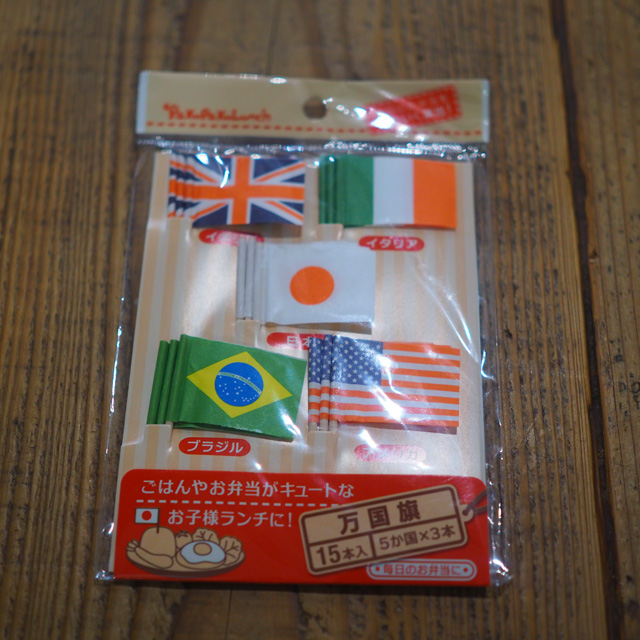 PaKuPaKuLunch
イタリア
ブラジル
ごはんやお弁当がキュートな
お子様ランチに!
万国旗
15本入 5か国×3本
毎日のお弁当に